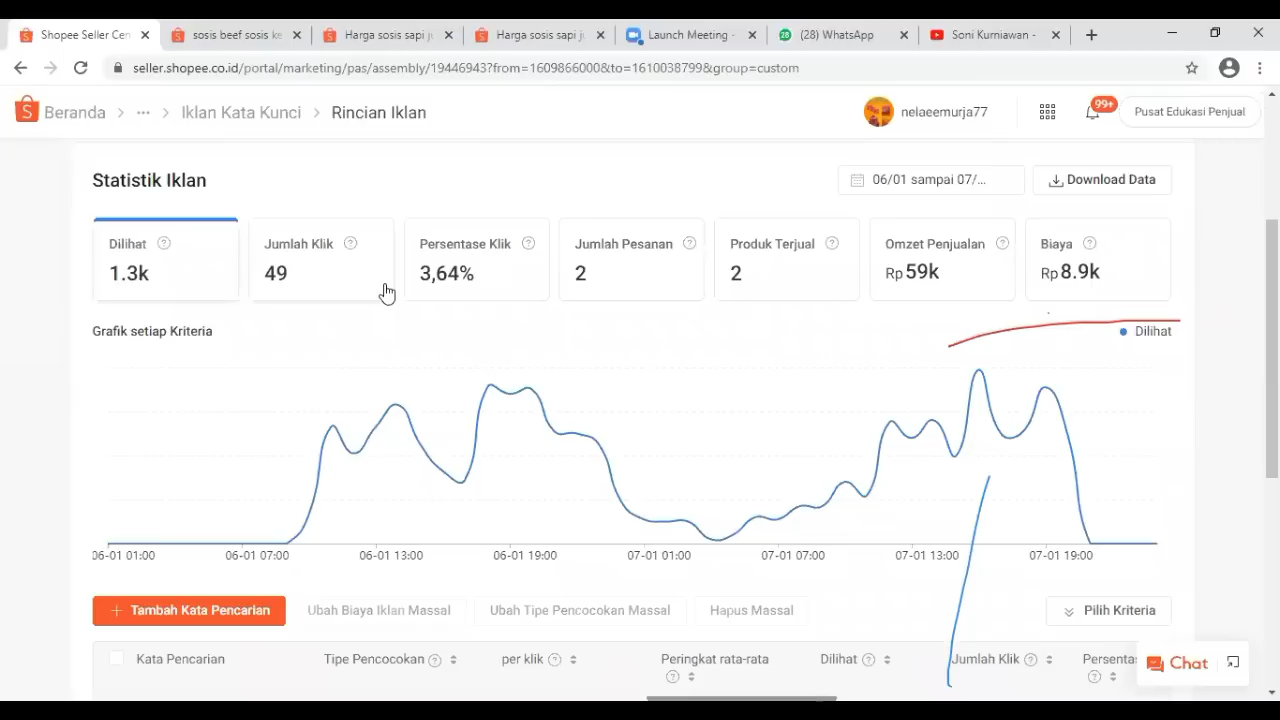 Shopee Seller Cen
sosis beef sosis ke
Harga sosis sapi ju
Harga sosis sapi ju
Launch Meeting -
28 (28) WhatsApp
Soni Kurniawan -
seller.shopee.co.id/portal/marketing/pas/assembly/19446943?from=1609866000&to=1610038799&group=custom
Beranda > ··· > Iklan Kata Kunci > Rincian Iklan
nelaeemurja77
99+
Pusat Edukasi Penjual
Statistik Iklan
06/01 sampai 07/...
Download Data
Dilihat
1.3k
Jumlah Klik
49
Persentase Klik
3,64%
Jumlah Pesanan
2
Produk Terjual
2
Omzet Penjualan
Rp 59k
Biaya
Rp 8.9k
Grafik setiap Kriteria
Dilihat
06-01 01:00 06-01 07:00 06-01 13:00 06-01 19:00 07-01 01:00 07-01 07:00 07-01 13:00 07-01 19:00
+ Tambah Kata Pencarian
Ubah Biaya Iklan Massal
Ubah Tipe Pencocokan Massal
Hapus Massal
Pilih Kriteria
Kata Pencarian
Tipe Pencocokan
per klik
Peringkat rata-rata
Dilihat
Jumlah Klik
Persenta
Chat